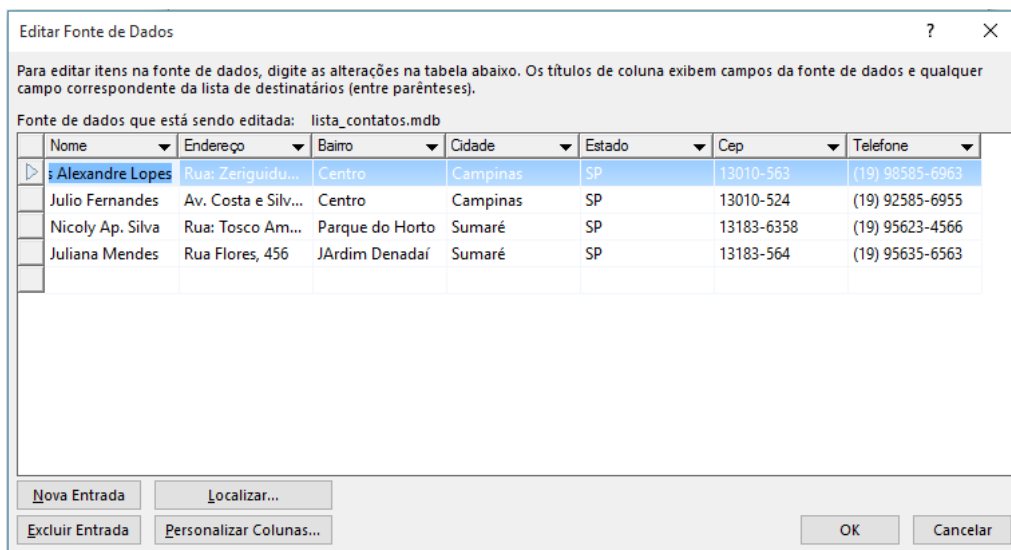 Editar Fonte de Dados ? X
Para editar itens na fonte de dados, digite as alterações na tabela abaixo. Os títulos de coluna exibem campos da fonte de dados e qualquer
campo correspondente da lista de destinatários (entre parênteses).
Fonte de dados que está sendo editada: lista_contatos.mdb
Nome Endereço Bairro Cidade Estado Cep Telefone
s Alexandre Lopes Rua: Zeriguidu... Centro Campinas SP 13010-563 (19) 98585-6963
Julio Fernandes Av. Costa e Silv... Centro Campinas SP 13010-524 (19) 92585-6955
Nicoly Ap. Silva Rua: Tosco Am... Parque do Horto Sumaré SP 13183-6358 (19) 95623-4566
Juliana Mendes Rua Flores, 456 JArdim Denadaí Sumaré SP 13183-564 (19) 95635-6563
Nova Entrada Localizar...
Excluir Entrada Personalizar Colunas... OK Cancelar